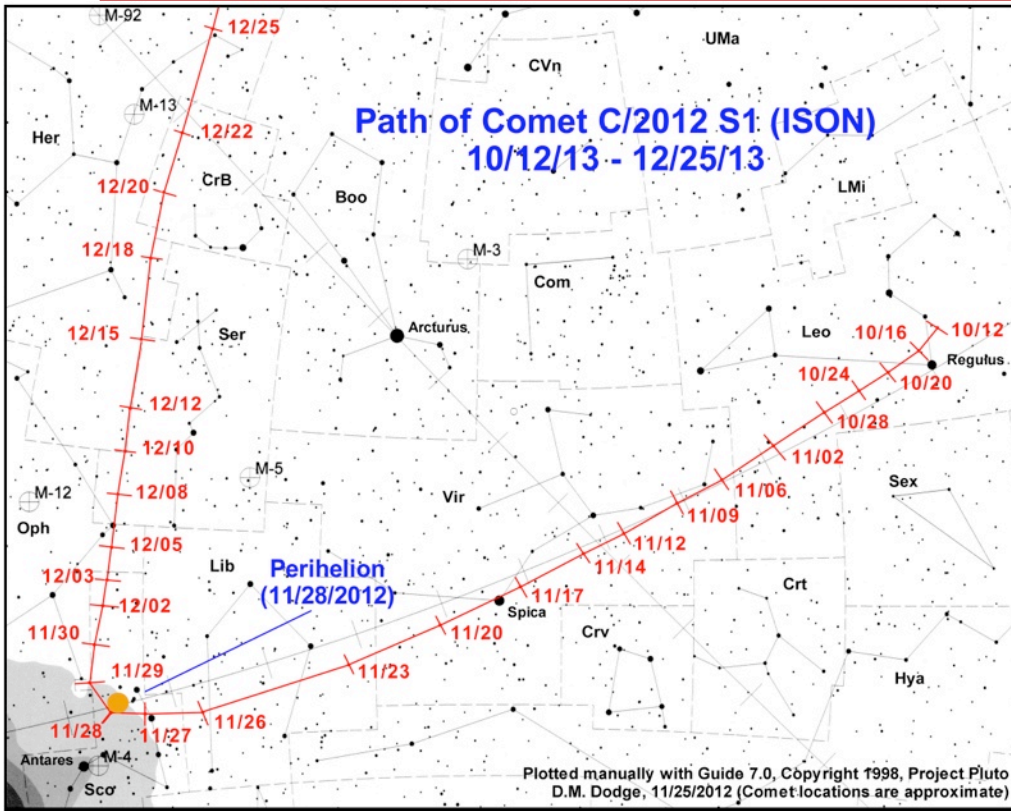 M-92
12/25
UMa
CVn
Path of Comet C/2012 S1 (ISON)
10/12/13 - 12/25/13
M-13
Her
12/22
12/20
CrB
Boo
LMi
12/18
M-3
Com
12/15
Ser
Arcturus
Leo
10/16
10/12
Regulus
10/20
10/24
10/28
12/12
11/02
12/10
M-5
Vir
11/06
Sex
12/08
M-12
11/09
Oph
11/12
12/05
11/14
Lib
Perihelion
(11/28/2012)
12/03
11/17
Crt
12/02
Spica
11/20
Crv
11/30
11/23
11/29
Hya
11/28
11/27
11/26
Antares
M-4
Sco
Plotted manually with Guide 7.0, Copyright 1998, Project Pluto
D.M. Dodge, 11/25/2012 (Comet locations are approximate)